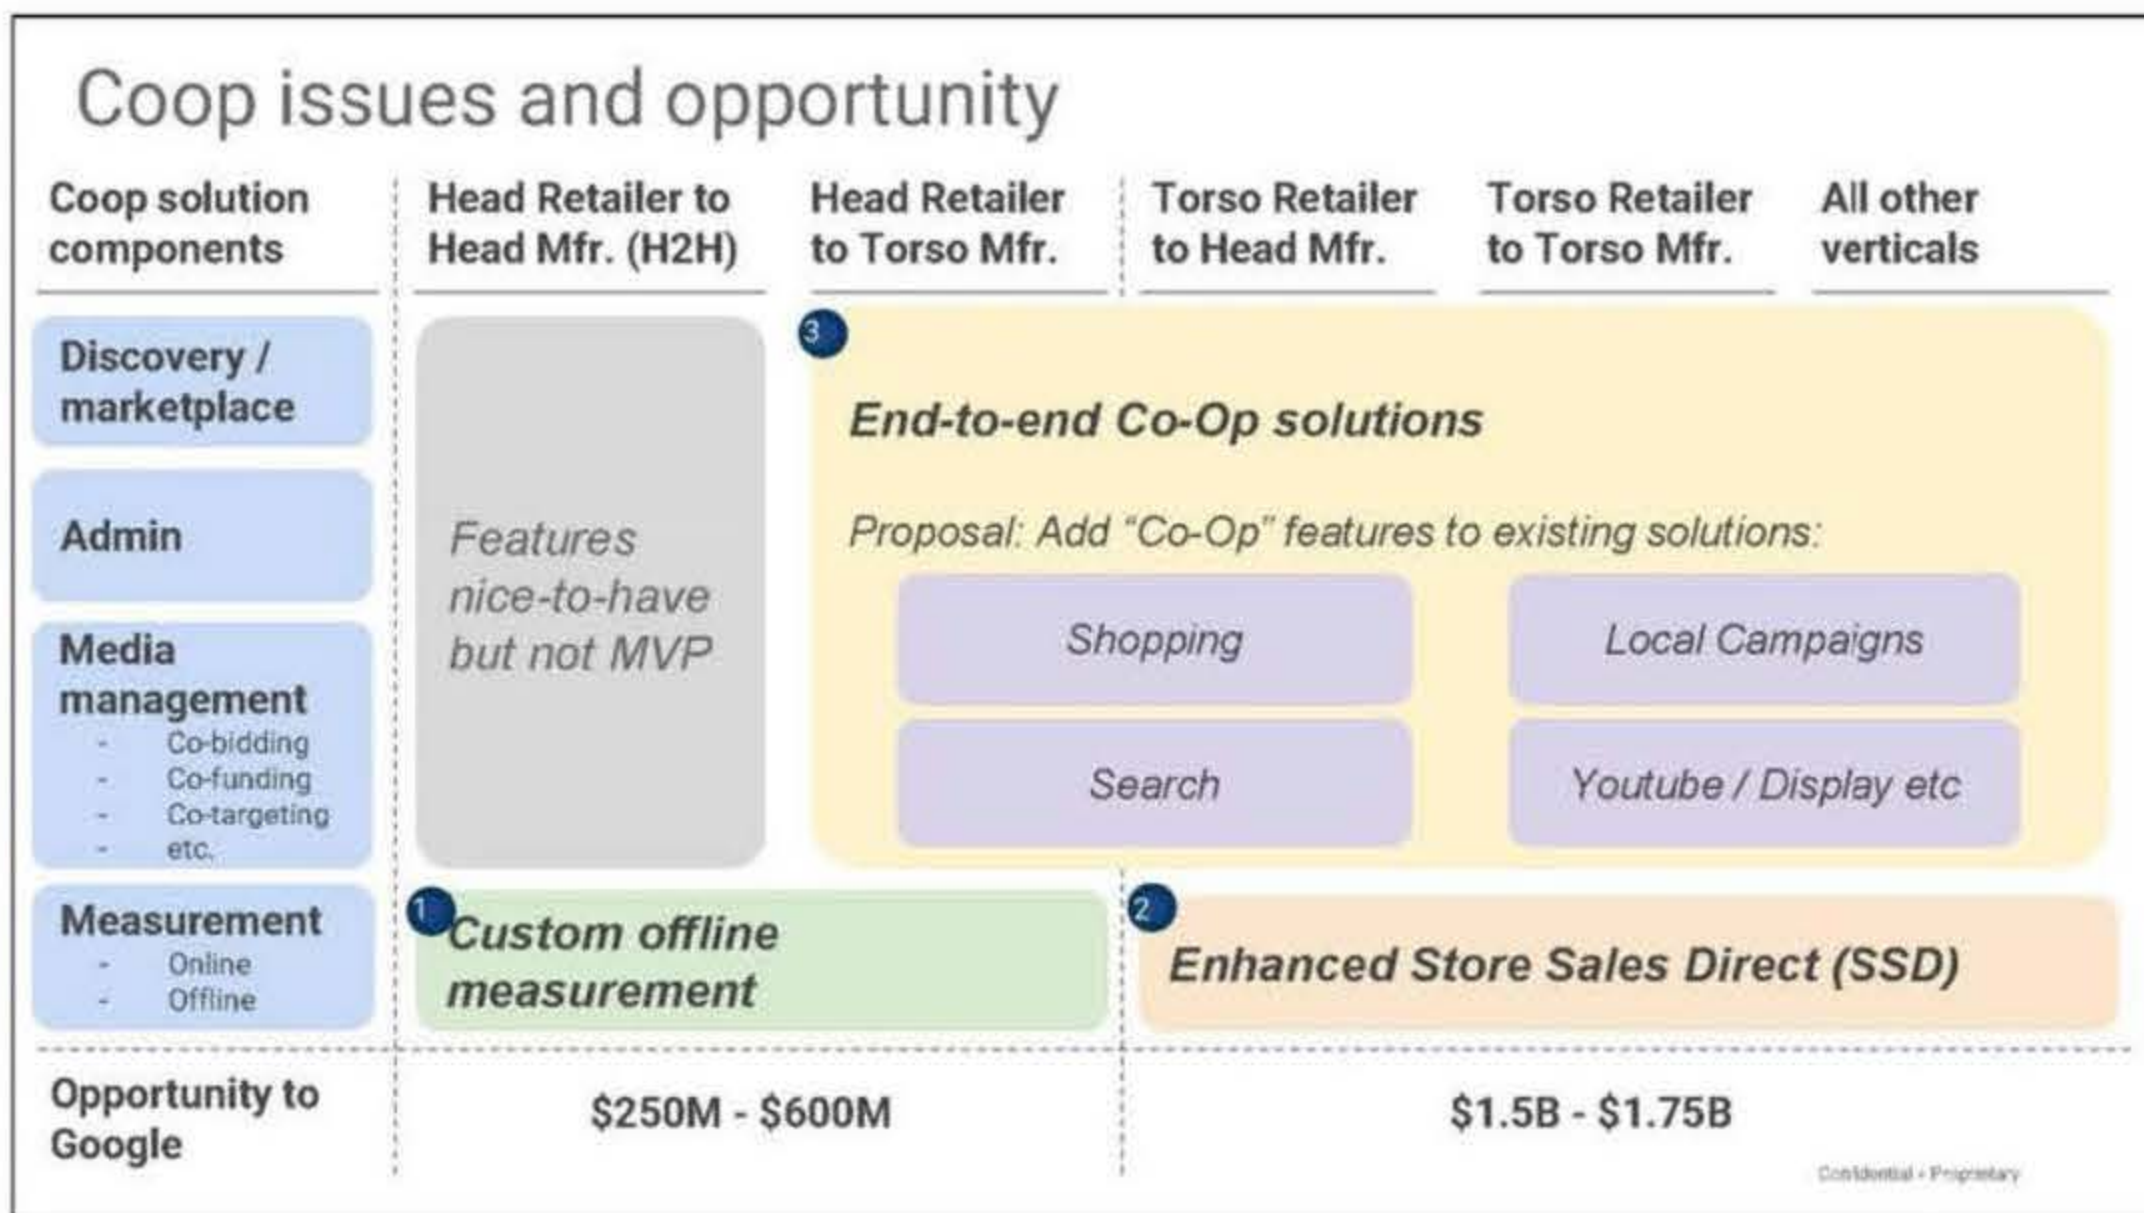 Coop issues and opportunity
Coop solution
components
Head Retailer to
Head Mfr. (H2H)
Head Retailer
to Torso Mfr.
Torso Retailer
to Head Mfr.
Torso Retailer
to Torso Mfr.
All other
verticals
Discovery /
marketplace
Admin
Media
management
- Co-bidding
- Co-funding
- Co-targeting
- etc.
Measurement
- Online
- Offline
Features
nice-to-have
but not MVP
3
End-to-end Co-Op solutions
Proposal: Add “Co-Op” features to existing solutions:
Shopping
Local Campaigns
Search
Youtube / Display etc
1
Custom offline
measurement
2
Enhanced Store Sales Direct (SSD)
Opportunity to
Google
$250M - $600M
$1.5B - $1.75B
Confidential + Proprietary